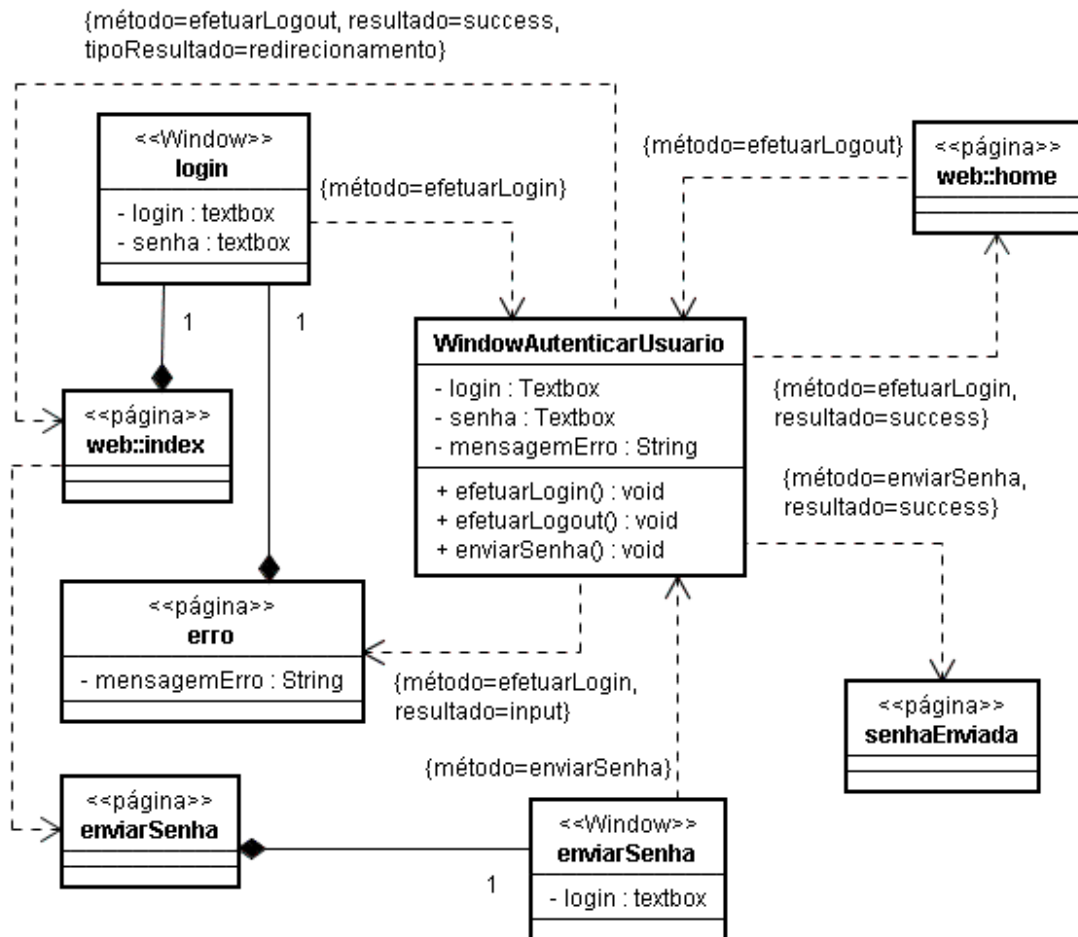 {método=efetuarLogout, resultado=success,
tipoResultado=redirecionamento}
<<Window>>
login
- login : textbox
- senha : textbox
{método=efetuarLogin}
{método=efetuarLogout}
<<página>>
web::home
1
1
WindowAutenticarUsuario
- login : Textbox
- senha : Textbox
- mensagemErro : String
+ efetuarLogin() : void
+ efetuarLogout() : void
+ enviarSenha() : void
{método=efetuarLogin,
resultado=success}
<<página>>
web::index
{método=enviarSenha,
resultado=success}
<<página>>
erro
- mensagemErro : String
{método=efetuarLogin,
resultado=input}
<<página>>
senhaEnviada
{método=enviarSenha}
<<página>>
enviarSenha
1
<<Window>>
enviarSenha
- login : textbox